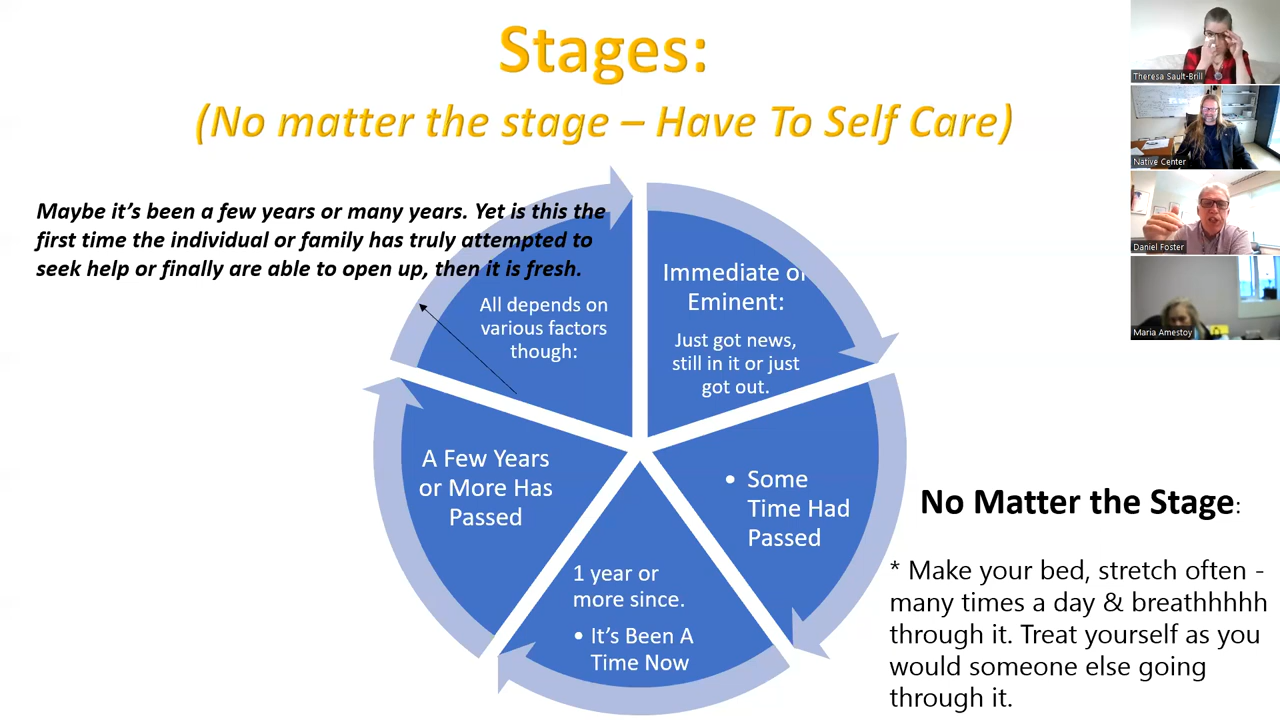 Stages:
(No matter the stage – Have To Self Care)
Maybe it’s been a few years or many years. Yet is this the
first time the individual or family has truly attempted to
seek help or finally are able to open up, then it is fresh.
All depends on
various factors
though:
Immediate or
Eminent:
Just got news,
still in it or just
got out.
• Some
Time Had
Passed
1 year or
more since.
• It’s Been A
Time Now
A Few Years
or More Has
Passed
No Matter the Stage:
* Make your bed, stretch often -
many times a day & breathhhhh
through it. Treat yourself as you
would someone else going
through it.
Theresa Sault-Brill
Native Center
Daniel Foster
Maria Amestoy